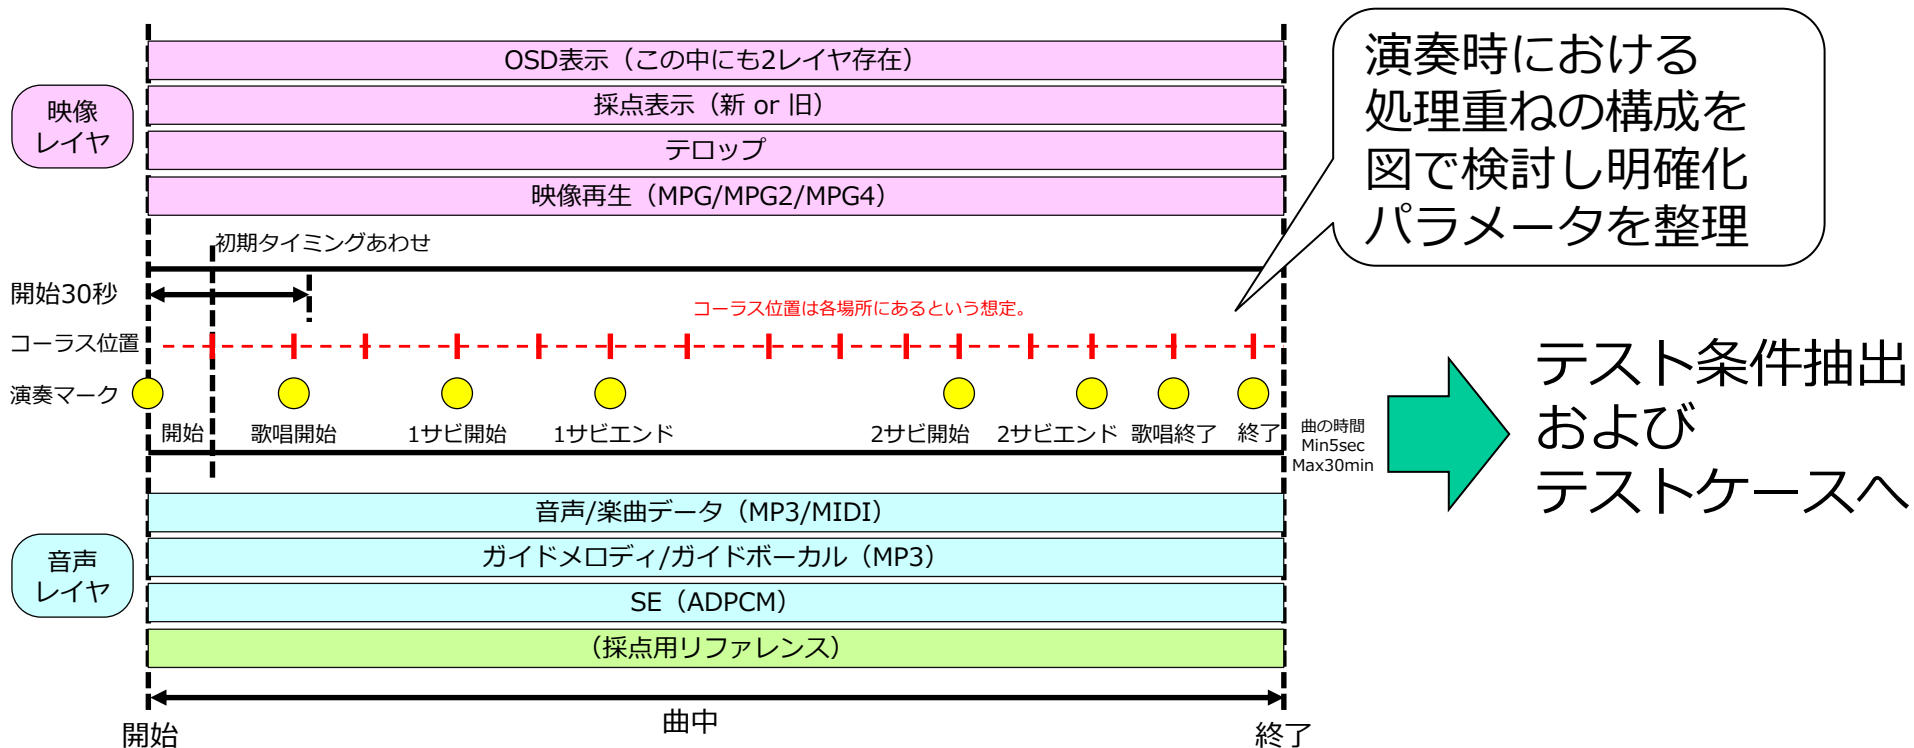 OSD表示（この中にも2レイヤ存在）
採点表示（新 or 旧）
テロップ
映像再生（MPG/MPG2/MPG4）
映像
レイヤ
演奏時における
処理重ねの構成を
図で検討し明確化
パラメータを整理
初期タイミングあわせ
開始30秒
コーラス位置は各場所にあるという想定。
コーラス位置
演奏マーク
開始
歌唱開始
1サビ開始
1サビエンド
2サビ開始
2サビエンド
歌唱終了
終了
曲の時間
Min5sec
Max30min
テスト条件抽出
および
テストケースへ
音声/楽曲データ（MP3/MIDI）
ガイドメロディ/ガイドボーカル（MP3）
SE（ADPCM）
（採点用リファレンス）
音声
レイヤ
曲中
開始
終了